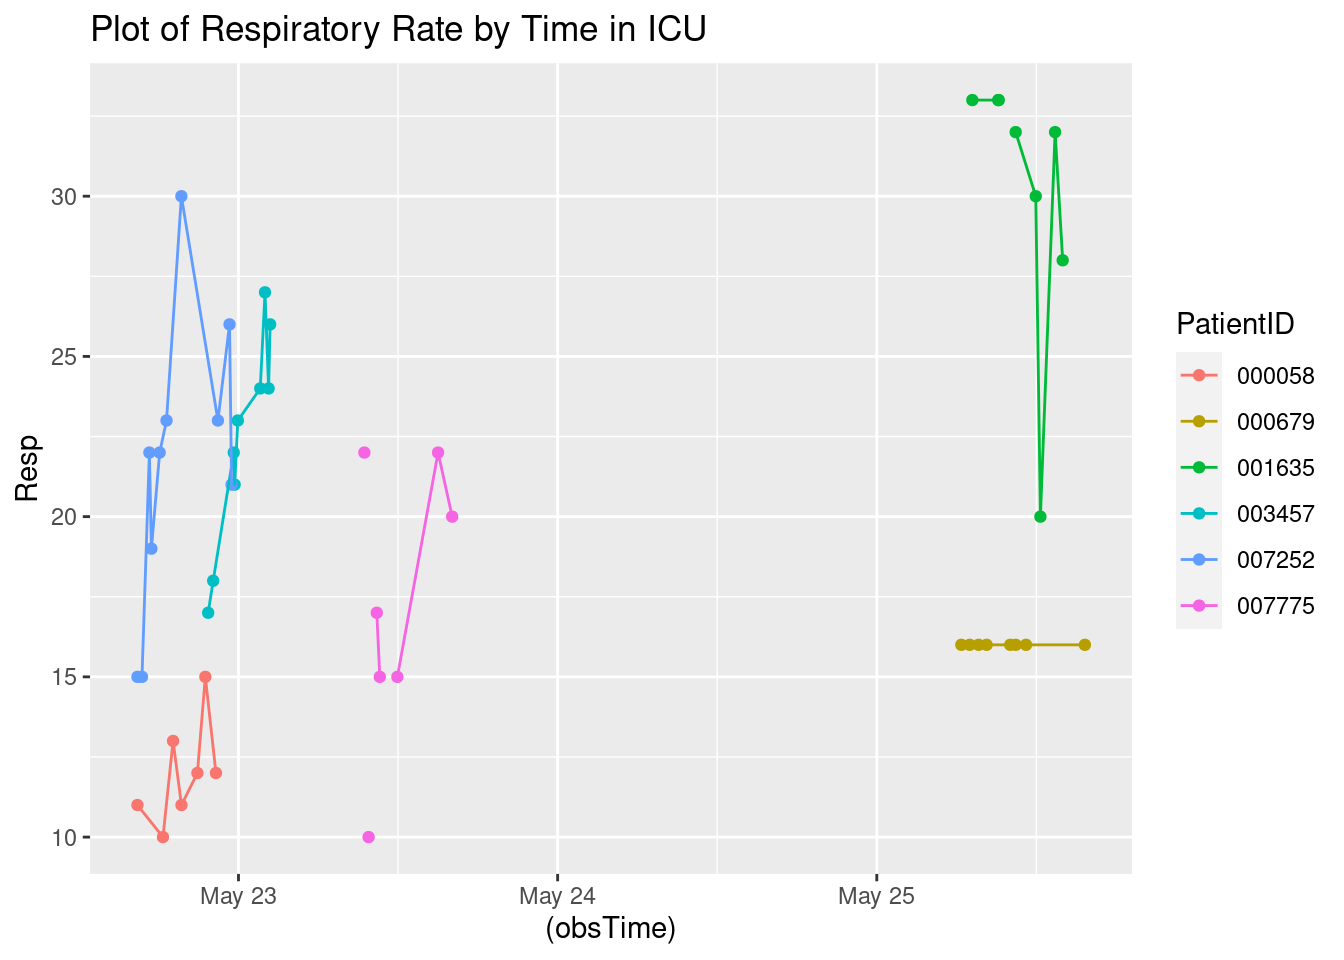 Plot of Respiratory Rate by Time in ICU
Resp
30
25
20
15
10
May 23
May 24
May 25
(obsTime)
PatientID
000058
000679
001635
003457
007252
007775